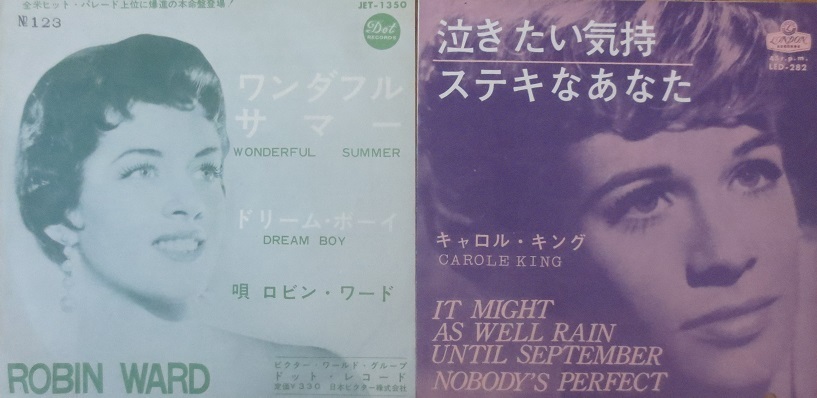 全米ヒット・パレード上位に爆進の本命盤登場!
№123
JET-1350
Dot
RECORDS
ワンダフル
サマー
WONDERFUL SUMMER
ドリーム・ボーイ
DREAM BOY
唄 ロビン・ワード
ROBIN WARD
ビクター・ワールド・グループ
ドット・レコード
定価¥330 日本ビクター株式会社
泣きたい気持
ステキなあなた
LONDON
45r.p.m.
LED-282
キャロル・キング
CAROLE KING
IT MIGHT
AS WELL RAIN
UNTIL SEPTEMBER
NOBODY'S PERFECT